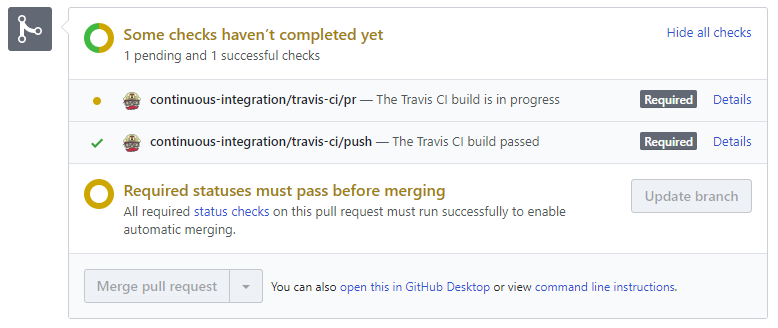 Some checks haven't completed yet
Hide all checks
1 pending and 1 successful checks
continuous-integration/travis-ci/pr — The Travis CI build is in progress Required Details
continuous-integration/travis-ci/push — The Travis CI build passed Required Details
Required statuses must pass before merging
Update branch
All required status checks on this pull request must run successfully to enable
automatic merging.
Merge pull request You can also open this in GitHub Desktop or view command line instructions.